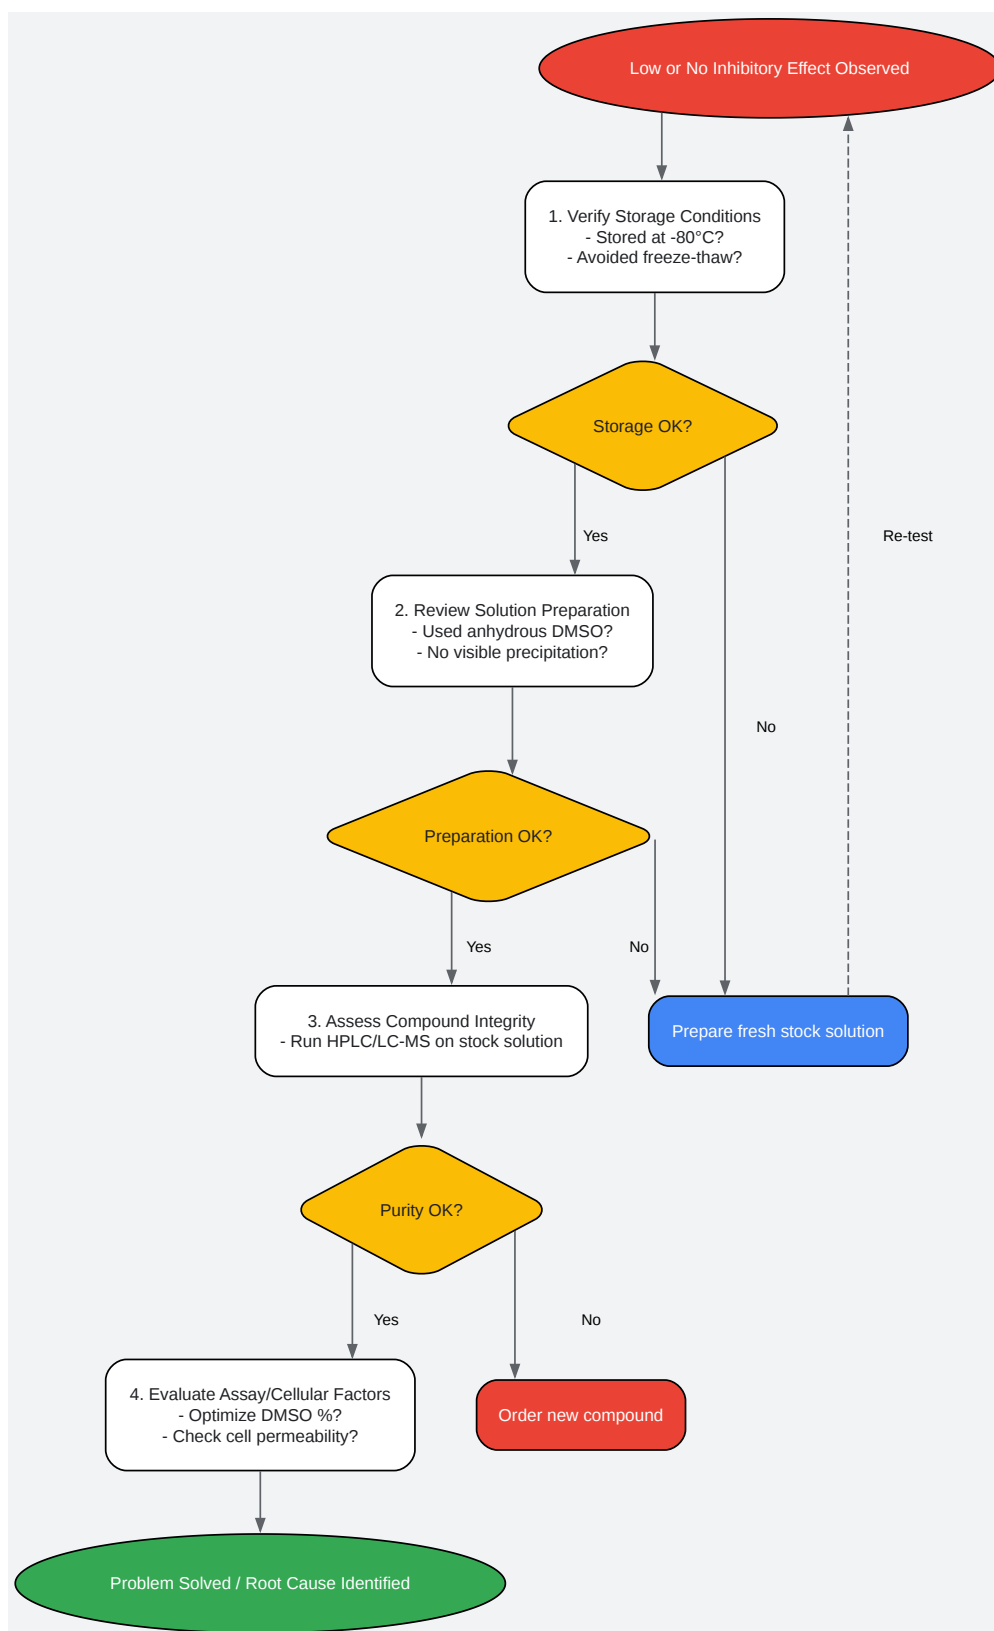 Low or No Inhibitory Effect Observed
1. Verify Storage Conditions
- Stored at -80°C?
- Avoided freeze-thaw?
Storage OK?
Yes
Re-test
2. Review Solution Preparation
- Used anhydrous DMSO?
- No visible precipitation?
No
Preparation OK?
Yes
No
3. Assess Compound Integrity
- Run HPLC/LC-MS on stock solution
Prepare fresh stock solution
Purity OK?
Yes
No
4. Evaluate Assay/Cellular Factors
- Optimize DMSO %?
- Check cell permeability?
Order new compound
Problem Solved / Root Cause Identified